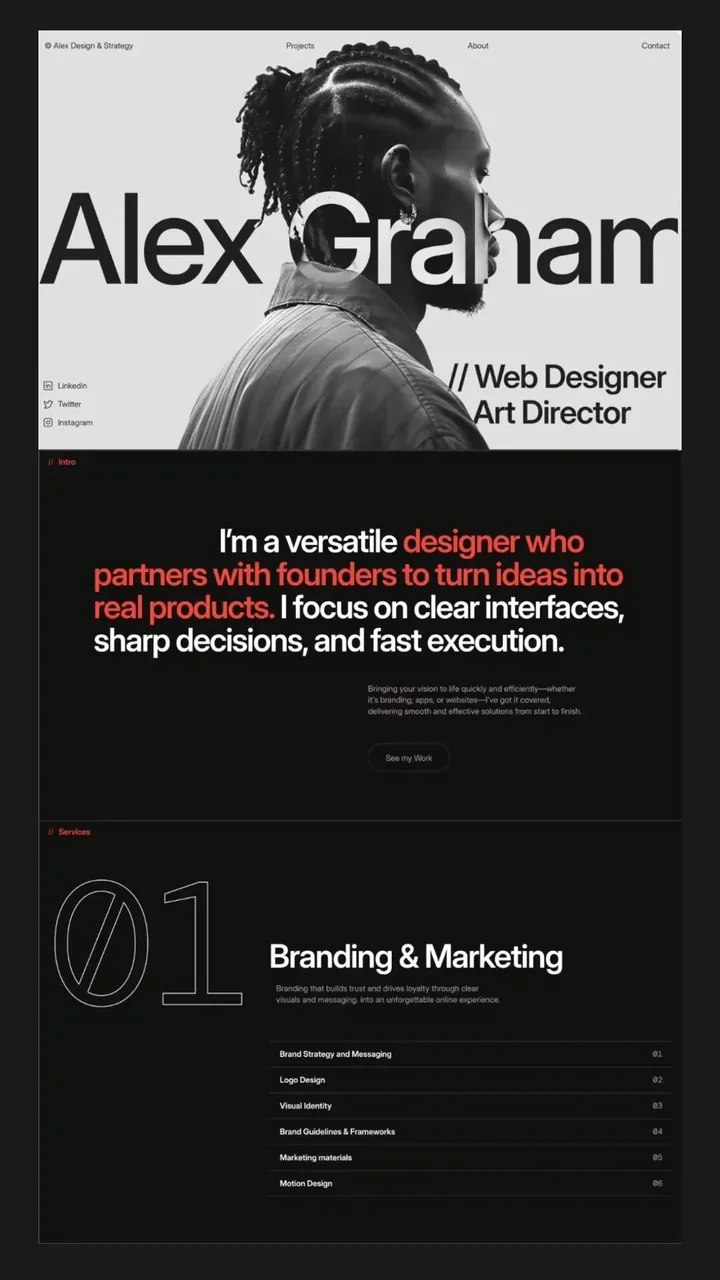 © Alex Design & Strategy
Projects
About
Contact
Alex Graham
// Web Designer
Art Director
Linkedin
Twitter
Instagram
// Intro
I'm a versatile designer who
partners with founders to turn ideas into
real products. I focus on clear interfaces,
sharp decisions, and fast execution.
Bringing your vision to life quickly and efficiently—whether
it's branding, apps, or websites—I've got it covered,
delivering smooth and effective solutions from start to finish.
See my Work
// Services
01
Branding & Marketing
Branding that builds trust and drives loyalty through clear
visuals and messaging. into an unforgettable online experience.
Brand Strategy and Messaging 01
Logo Design 02
Visual Identity 03
Brand Guidelines & Frameworks 04
Marketing materials 05
Motion Design 06